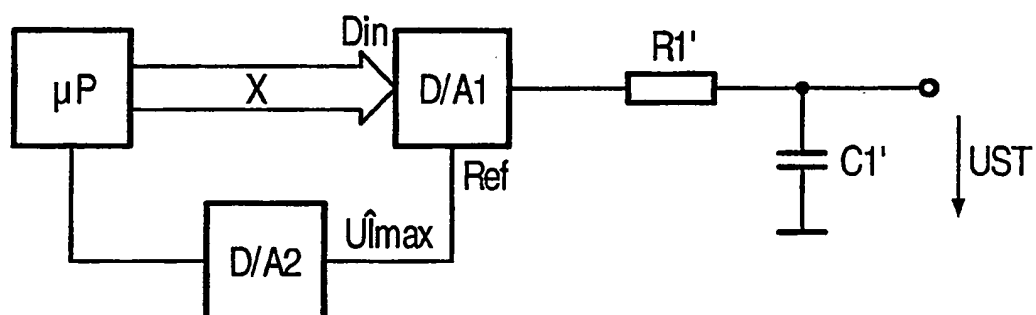 Din
R1'
µP
X
D/A1
Ref
C1'
UST
UÎmax
D/A2